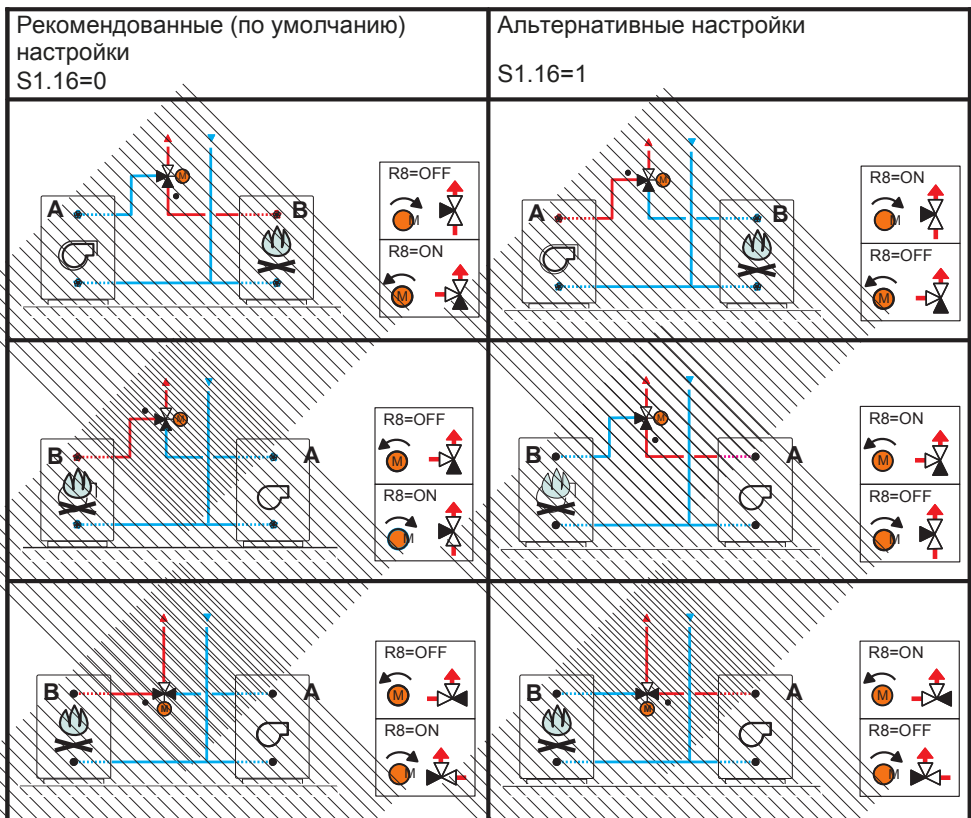 Рекомендованные (по умолчанию)
настройки
S1.16=0
Альтернативные настройки
S1.16=1
A
M
B
R8=OFF
M
R8=ON
M
A
M
B
R8=ON
M
R8=OFF
M
B
M
A
R8=OFF
M
R8=ON
M
B
M
A
R8=ON
M
R8=OFF
M
B
M
A
R8=OFF
M
R8=ON
M
B
M
A
R8=ON
M
R8=OFF
M